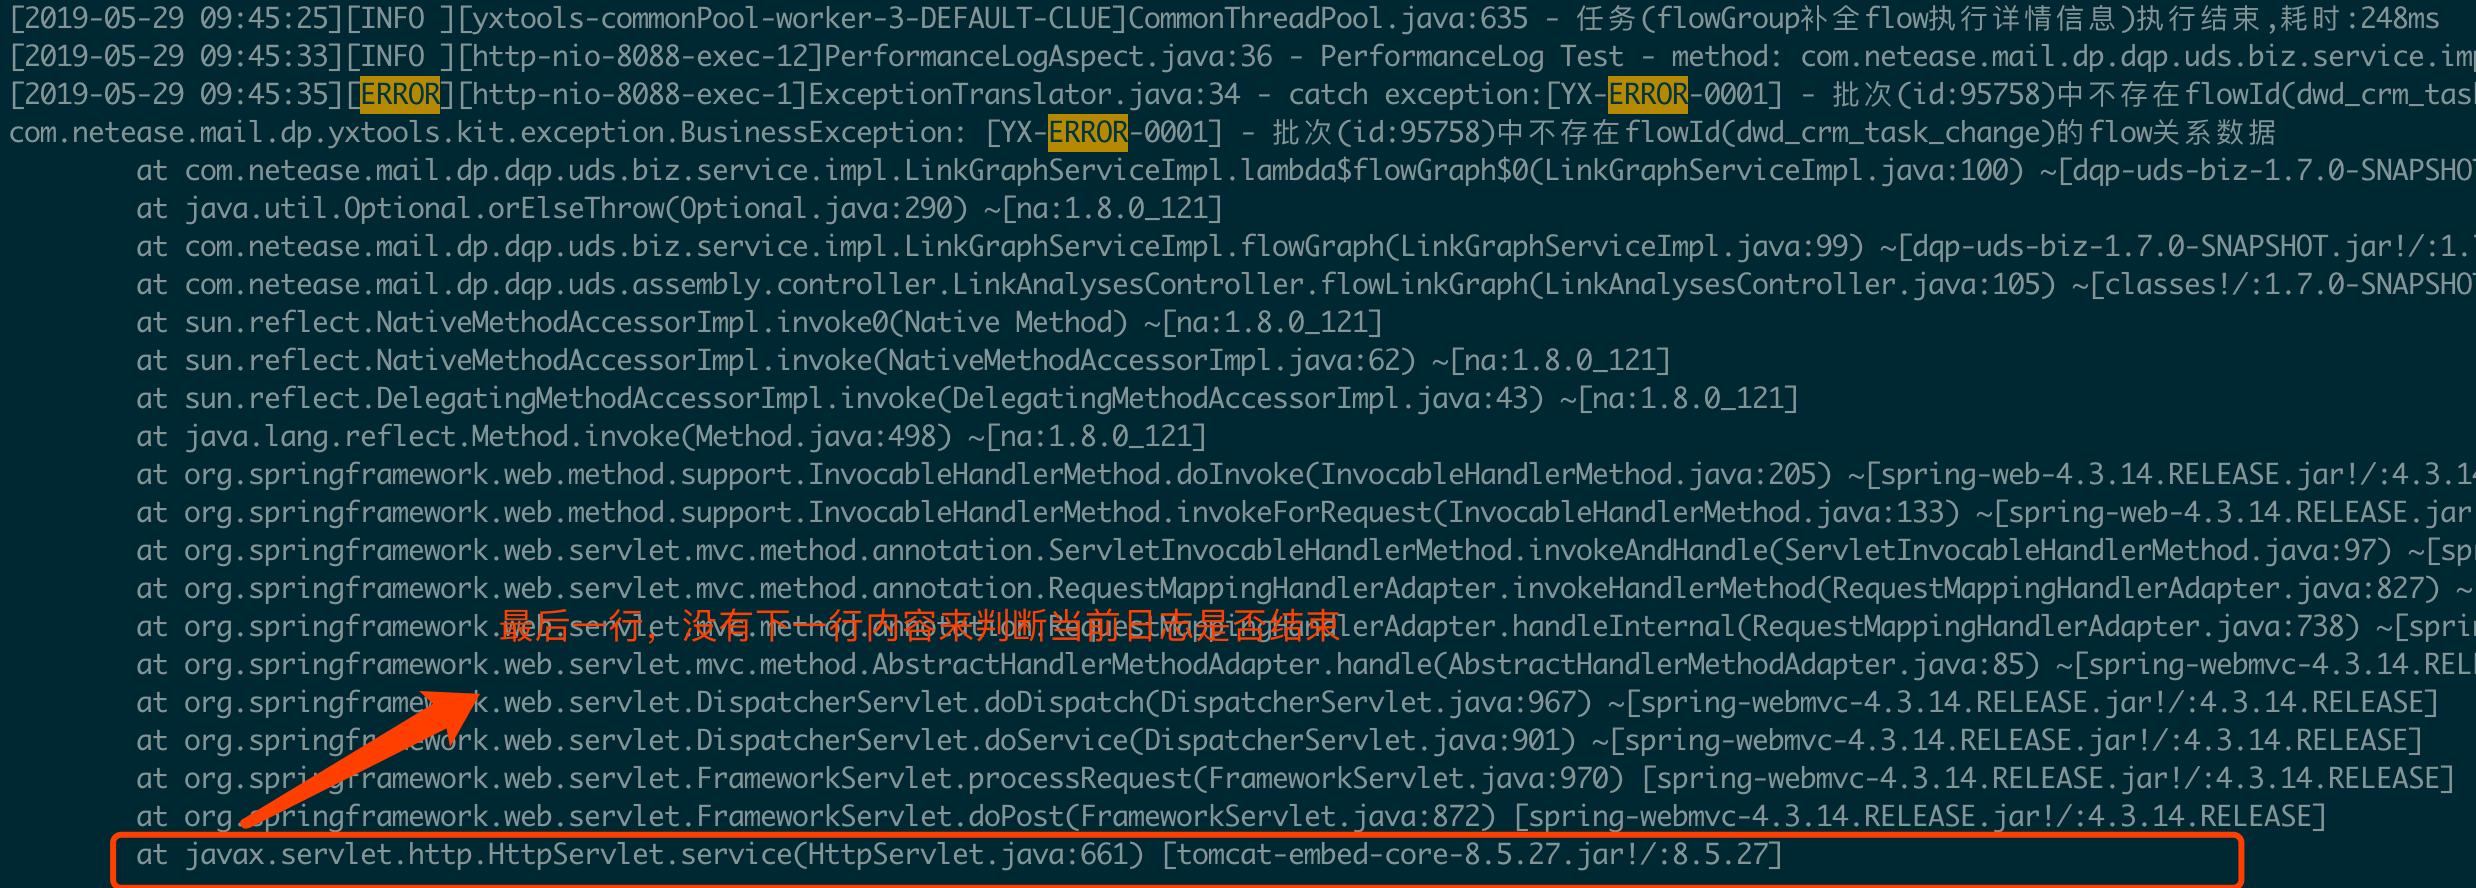 [2019-05-29 09:45:25][INFO ][yxtools-commonPool-worker-3-DEFAULT-CLUE]CommonThreadPool.java:635 - 任务(flowGroup补全flow执行详情信息)执行结束,耗时:248ms
[2019-05-29 09:45:33][INFO ][http-nio-8088-exec-12]PerformanceLogAspect.java:36 - PerformanceLog Test - method: com.netease.mail.dp.dqp.uds.biz.service.imp
[2019-05-29 09:45:35][ERROR][http-nio-8088-exec-1]ExceptionTranslator.java:34 - catch exception:[YX-ERROR-0001] - 批次(id:95758)中不存在flowId(dwd_crm_tas
com.netease.mail.dp.yxtools.kit.exception.BusinessException: [YX-ERROR-0001] - 批次(id:95758)中不存在flowId(dwd_crm_task_change)的flow关系数据
at com.netease.mail.dp.dqp.uds.biz.service.impl.LinkGraphServiceImpl.lambda$flowGraph$0(LinkGraphServiceImpl.java:100) ~[dqp-uds-biz-1.7.0-SNAPSHO
at java.util.Optional.orElseThrow(Optional.java:290) ~[na:1.8.0_121]
at com.netease.mail.dp.dqp.uds.biz.service.impl.LinkGraphServiceImpl.flowGraph(LinkGraphServiceImpl.java:99) ~[dqp-uds-biz-1.7.0-SNAPSHOT.jar!/:1.
at com.netease.mail.dp.dqp.uds.assembly.controller.LinkAnalysesController.flowLinkGraph(LinkAnalysesController.java:105) ~[classes!/:1.7.0-SNAPSHO
at sun.reflect.NativeMethodAccessorImpl.invoke0(Native Method) ~[na:1.8.0_121]
at sun.reflect.NativeMethodAccessorImpl.invoke(NativeMethodAccessorImpl.java:62) ~[na:1.8.0_121]
at sun.reflect.DelegatingMethodAccessorImpl.invoke(DelegatingMethodAccessorImpl.java:43) ~[na:1.8.0_121]
at java.lang.reflect.Method.invoke(Method.java:498) ~[na:1.8.0_121]
at org.springframework.web.method.support.InvocableHandlerMethod.doInvoke(InvocableHandlerMethod.java:205) ~[spring-web-4.3.14.RELEASE.jar!/:4.3.14
at org.springframework.web.method.support.InvocableHandlerMethod.invokeForRequest(InvocableHandlerMethod.java:133) ~[spring-web-4.3.14.RELEASE.jar
at org.springframework.web.servlet.mvc.method.annotation.ServletInvocableHandlerMethod.invokeAndHandle(ServletInvocableHandlerMethod.java:97) ~[sp
at org.springframework.web.servlet.mvc.method.annotation.RequestMappingHandlerAdapter.invokeHandlerMethod(RequestMappingHandlerAdapter.java:827) ~
at org.springframework.web.servlet.mvc.method.annotation.RequestMappingHandlerAdapter.handleInternal(RequestMappingHandlerAdapter.java:738) ~[spri
最后一行，没有下一行内容来判断当前日志是否结束
at org.springframework.web.servlet.mvc.method.AbstractHandlerMethodAdapter.handle(AbstractHandlerMethodAdapter.java:85) ~[spring-webmvc-4.3.14.REL
at org.springframework.web.servlet.DispatcherServlet.doDispatch(DispatcherServlet.java:967) ~[spring-webmvc-4.3.14.RELEASE.jar!/:4.3.14.RELEASE]
at org.springframework.web.servlet.DispatcherServlet.doService(DispatcherServlet.java:901) ~[spring-webmvc-4.3.14.RELEASE.jar!/:4.3.14.RELEASE]
at org.springframework.web.servlet.FrameworkServlet.processRequest(FrameworkServlet.java:970) [spring-webmvc-4.3.14.RELEASE.jar!/:4.3.14.RELEASE]
at org.springframework.web.servlet.FrameworkServlet.doPost(FrameworkServlet.java:872) [spring-webmvc-4.3.14.RELEASE.jar!/:4.3.14.RELEASE]
at javax.servlet.http.HttpServlet.service(HttpServlet.java:661) [tomcat-embed-core-8.5.27.jar!/:8.5.27]